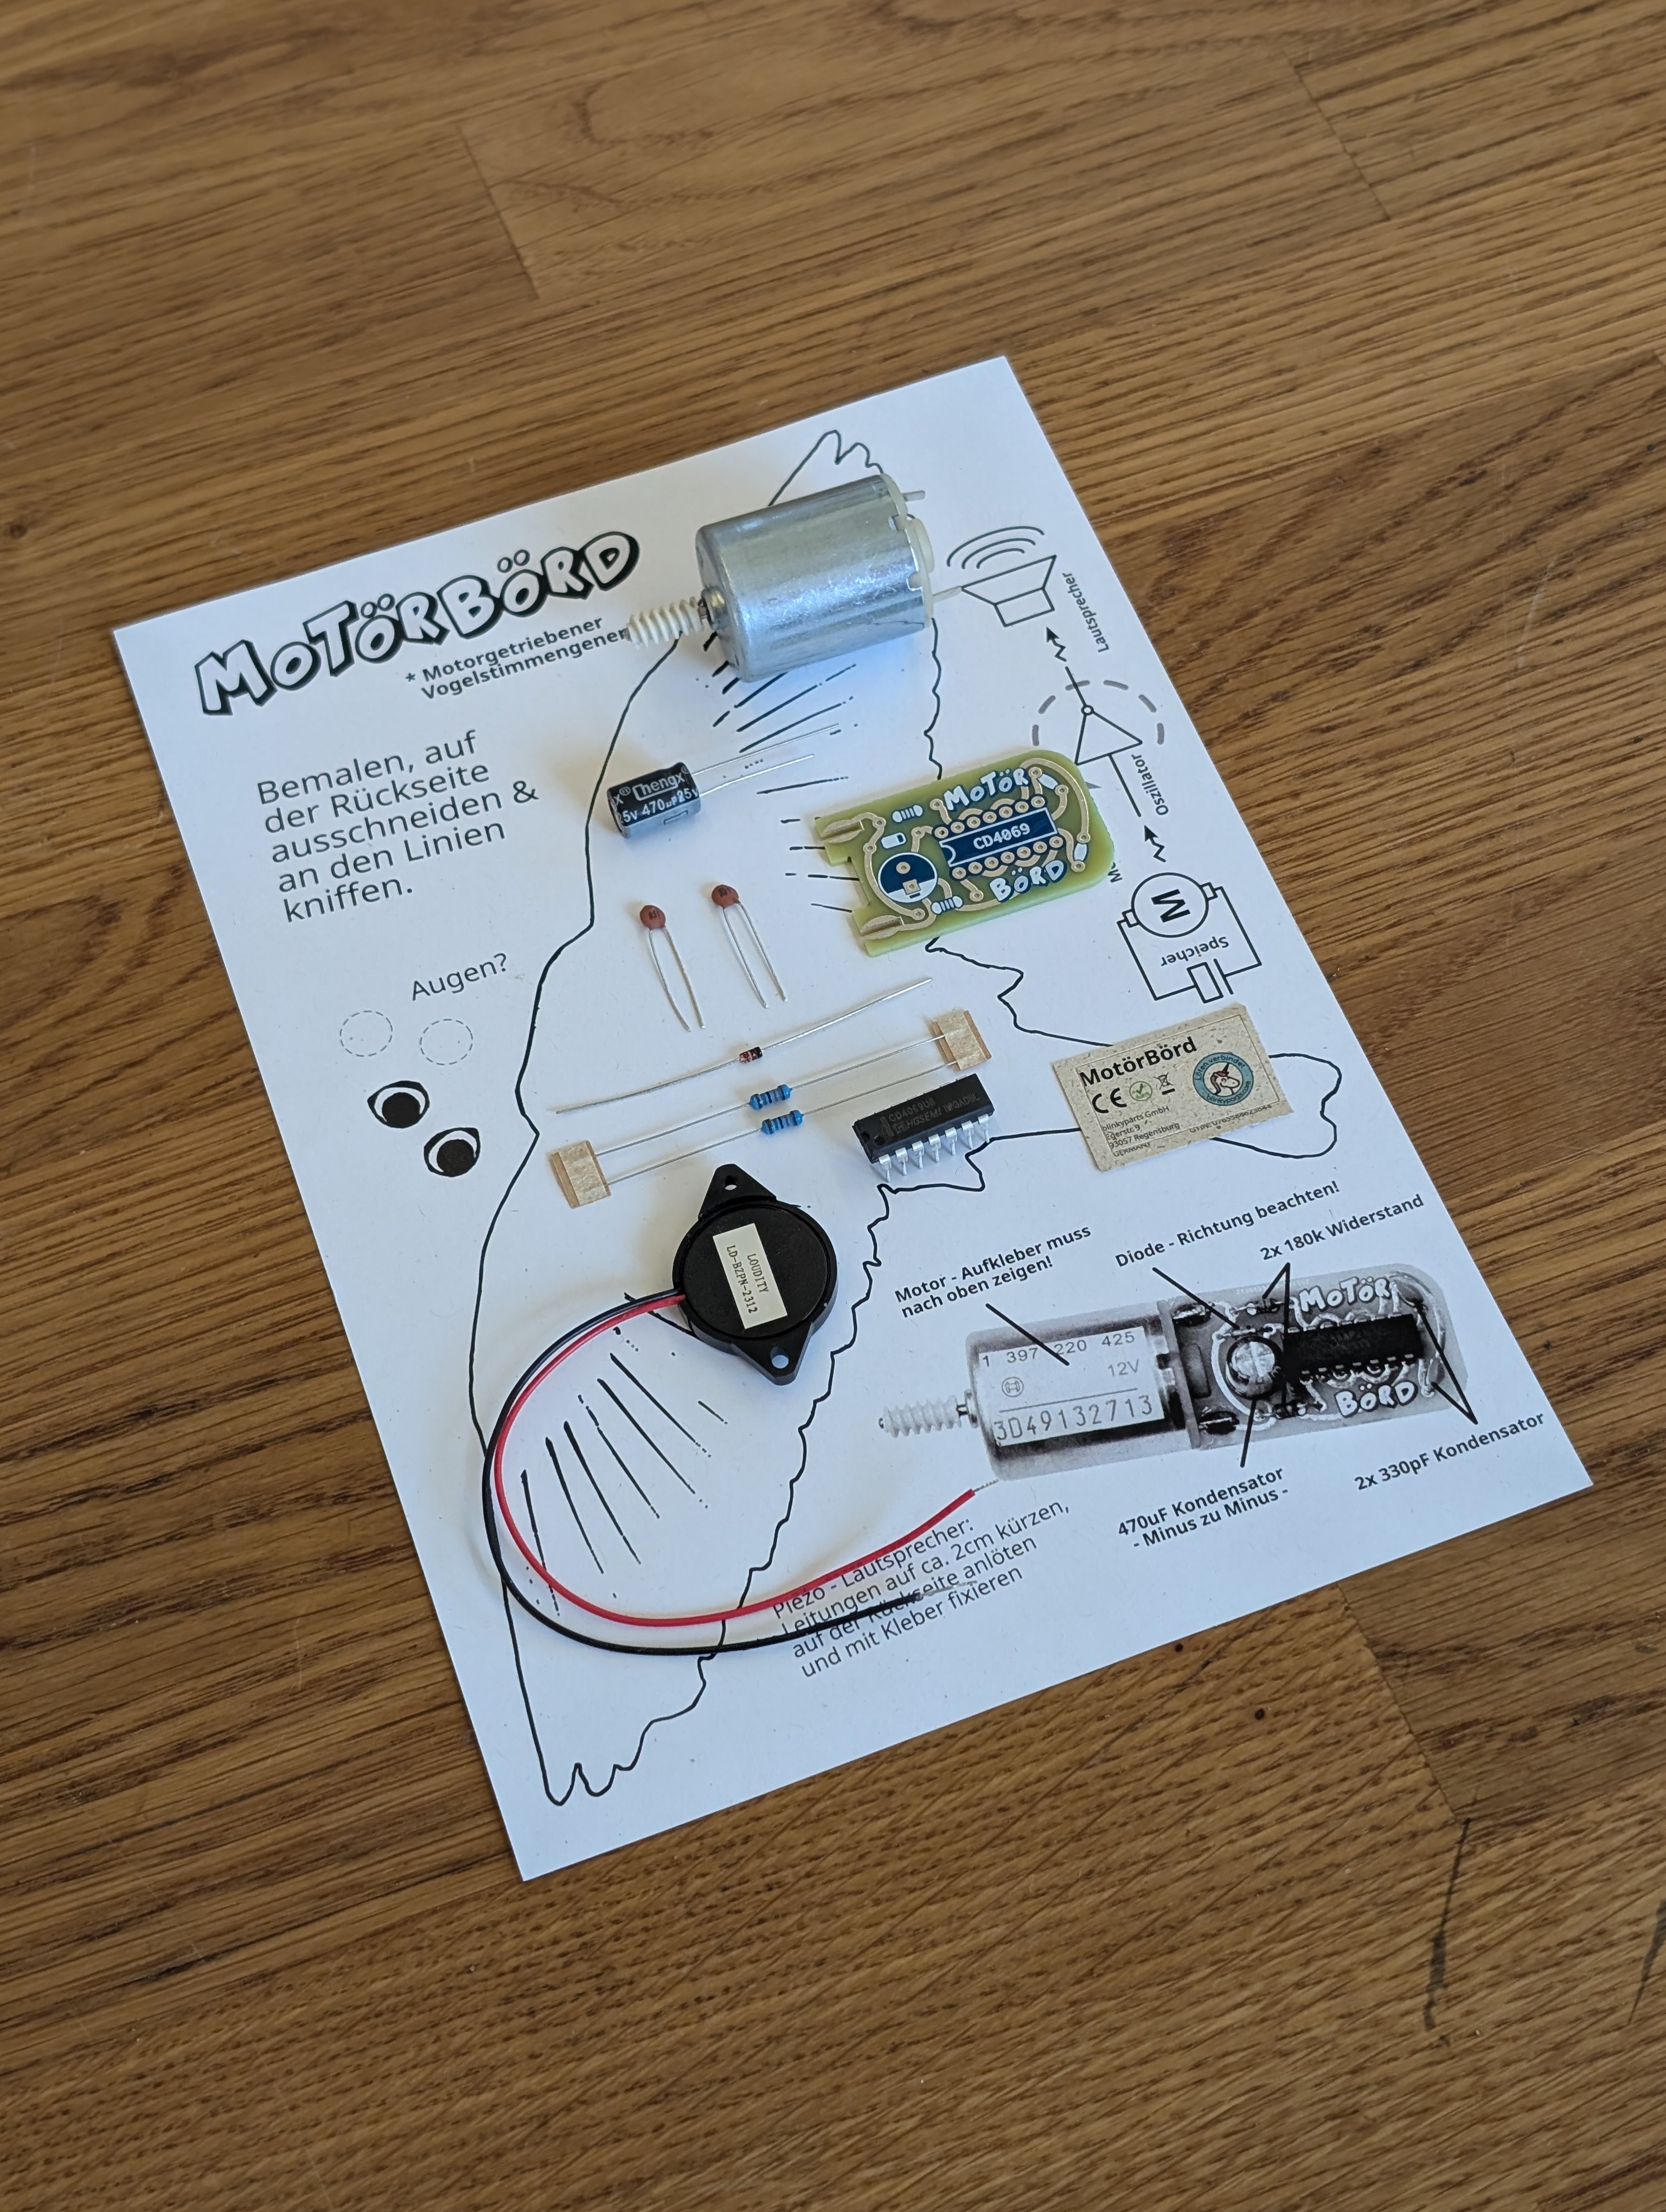 MOTÖRBÖRD
* Motorgetriebener
Vogelstimmengener
Bemalen, auf
der Rückseite
ausschneiden &
an den Linien
kniffen.
Augen?
Lautsprecher
Oszillator
M
Speicher
Chengx
470µF 25V
MOTÖR
CD4069
BÖRD
MotörBörd
CE
blinkyparts GmbH
93057 Regensburg
GERMANY
Löten verbindet
CD4069UB
LOUDITY
LD-BZPN-2312
Motor - Aufkleber muss
nach oben zeigen!
Diode - Richtung beachten!
2x 180k Widerstand
1 397 220 425
12V
3D49132713
MOTÖR
BÖRD
470uF Kondensator
- Minus zu Minus -
2x 330pF Kondensator
Piezo - Lautsprecher:
Leitungen auf ca. 2cm kürzen,
auf der Rückseite anlöten
und mit Kleber fixieren